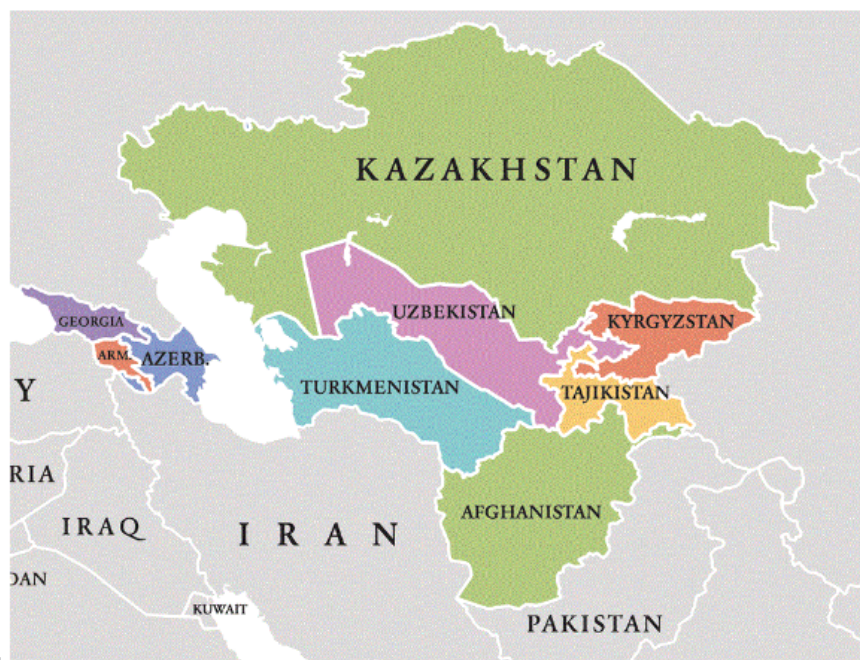 KAZAKHSTAN
UZBEKISTAN
GEORGIA
KYRGYZSTAN
ARM.
AZERB.
TURKMENISTAN
TAJIKISTAN
Y
RIA
AFGHANISTAN
IRAQ
IRAN
DAN
KUWAIT
PAKISTAN